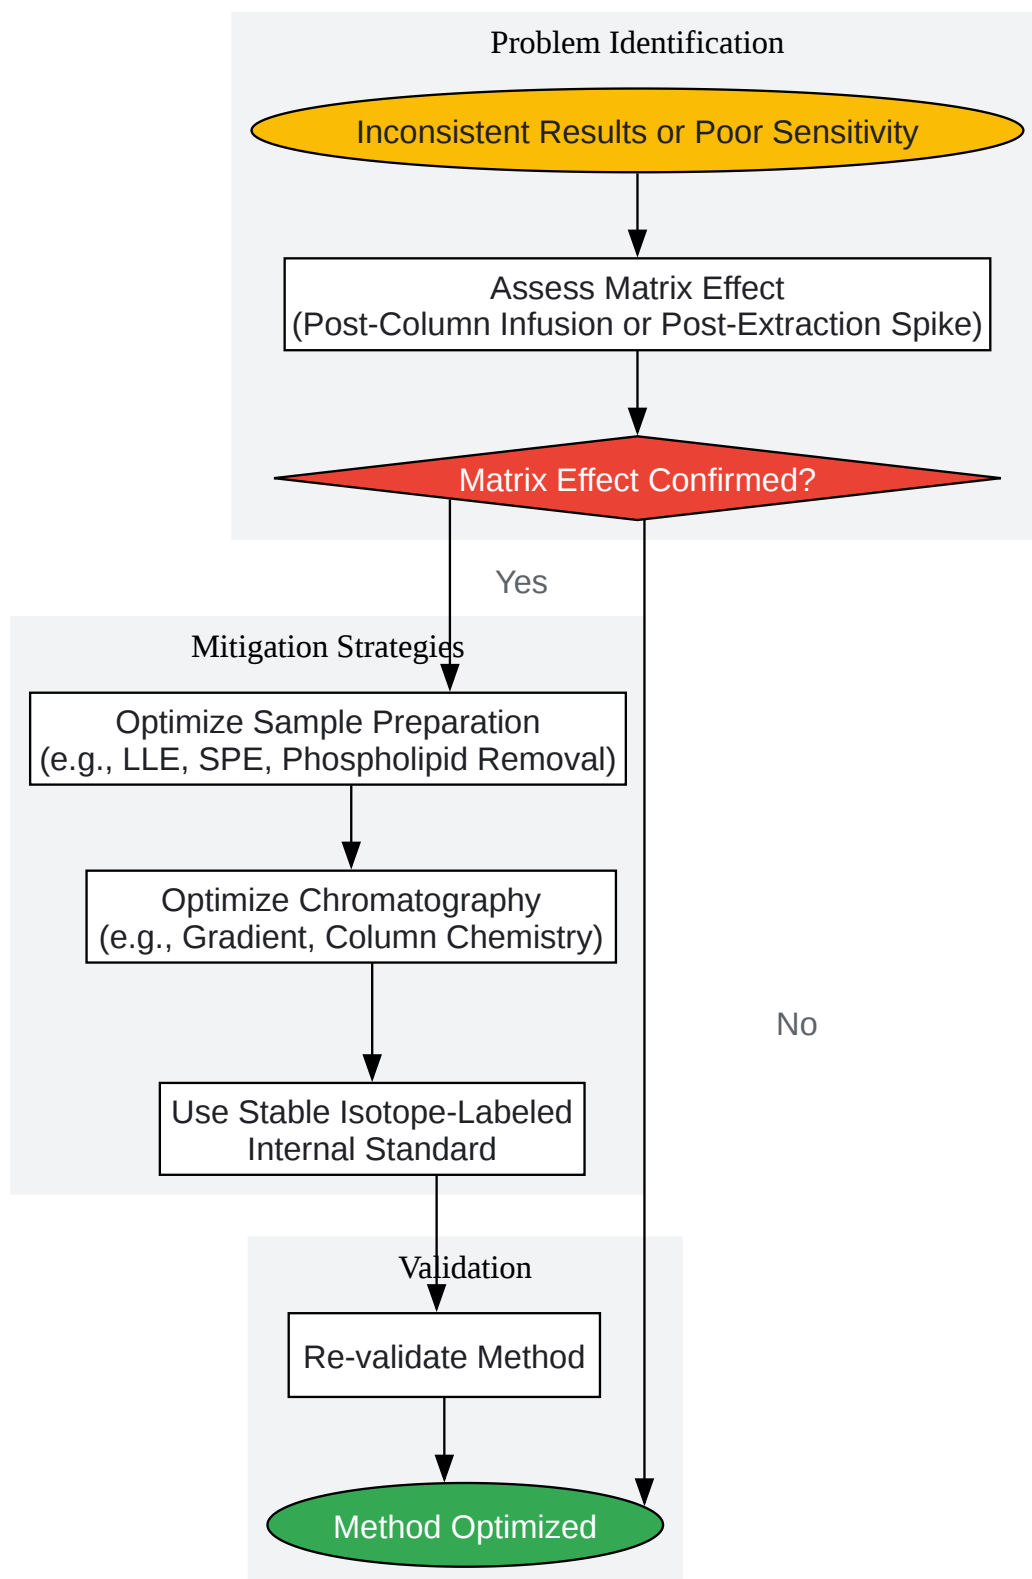 Problem Identification
Inconsistent Results or Poor Sensitivity
Assess Matrix Effect
(Post-Column Infusion or Post-Extraction Spike)
Matrix Effect Confirmed?
Yes
Mitigation Strategies
Optimize Sample Preparation
(e.g., LLE, SPE, Phospholipid Removal)
Optimize Chromatography
(e.g., Gradient, Column Chemistry)
No
Use Stable Isotope-Labeled
Internal Standard
Validation
Re-validate Method
Method Optimized